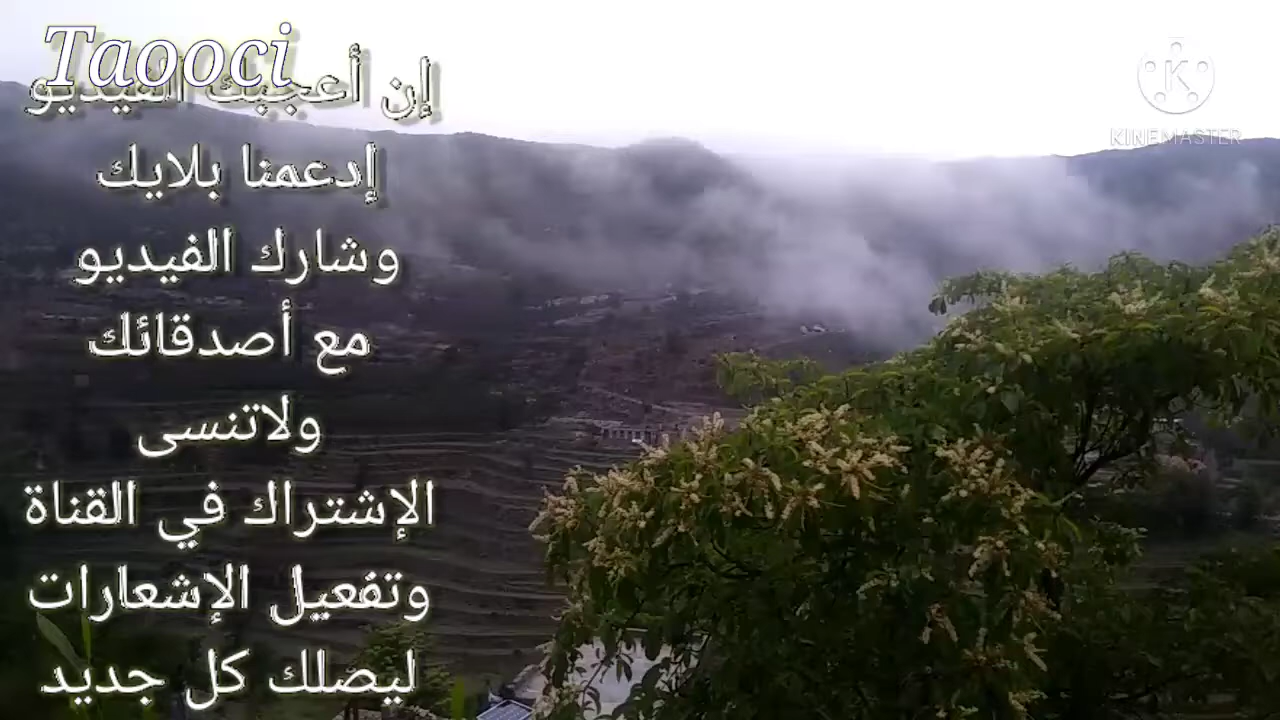 Taooci
إن أعجبك الفيديو
إدعمنا بلايك
وشارك الفيديو
مع أصدقائك
ولاتنسى
الإشتراك في القناة
وتفعيل الإشعارات
ليصلك كل جديد
K
KINEMASTER